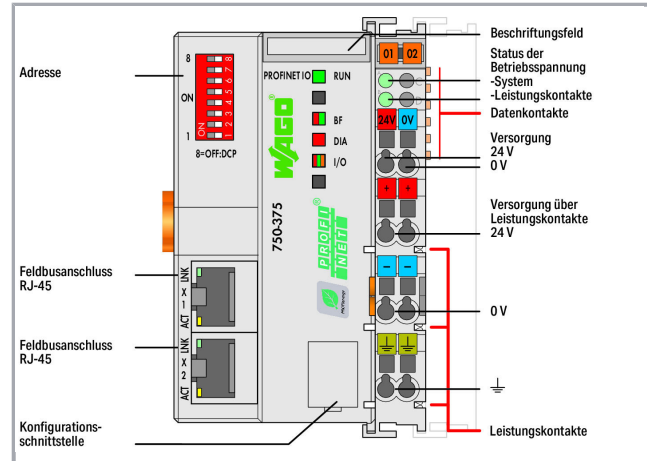 Beschriftungsfeld
Adresse
8
ON
1
8
7
6
5
4
3
2
1
ON
8=OFF:DCP
PROFINET IO
RUN
BF
DIA
I/O
WAGO
750-375
PROFI
NET
01 02
C
24V 0V
+ +
− −
Status der
Betriebsspannung
-System
-Leistungskontakte
Datenkontakte
Versorgung
24 V
0 V
Versorgung über
Leistungskontakte
24 V
0 V
Leistungskontakte
Feldbusanschluss
RJ-45
LNK
X
1
ACT
Feldbusanschluss
RJ-45
LNK
X
2
ACT
Konfigurations-
schnittstelle